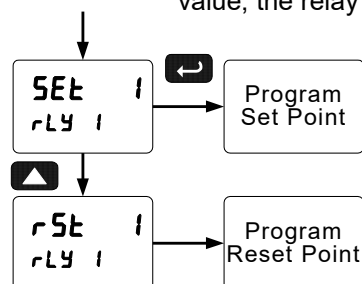 value, the relay
SEt 1
rLY 1
Program
Set Point
rSt 1
rLY 1
Program
Reset Point